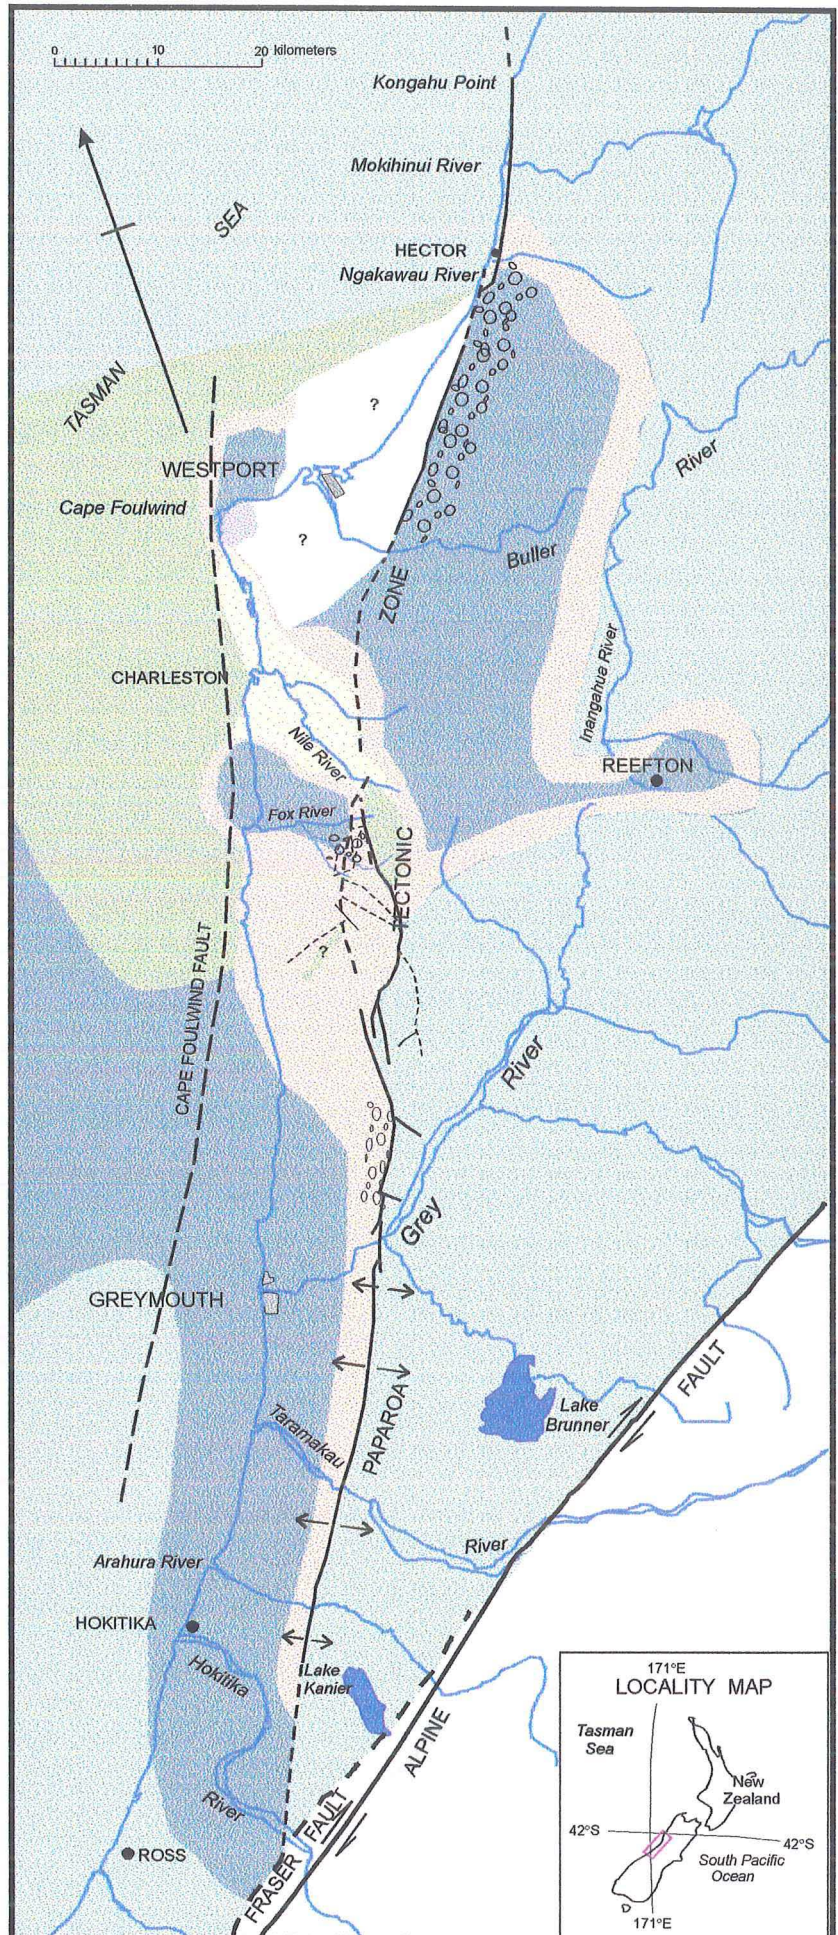 0 10 20 kilometers
Kongahu Point
Mokihinui River
SEA
HECTOR
Ngakawau River
TASMAN
?
WESTPORT
River
Cape Foulwind
?
Buller
ZONE
Inangahua River
CHARLESTON
Nile River
REEFTON
Fox River
TECTONIC
?
CAPE FOULWIND FAULT
River
Grey
GREYMOUTH
FAULT
Lake
Brunner
PAPAROA
Taramakau
River
Arahura River
HOKITIKA
Hokitika
Lake
Kanier
ALPINE
River
FAULT
FRASER
ROSS
171°E
LOCALITY MAP
Tasman
Sea
New
Zealand
42°S
42°S
South Pacific
Ocean
171°E